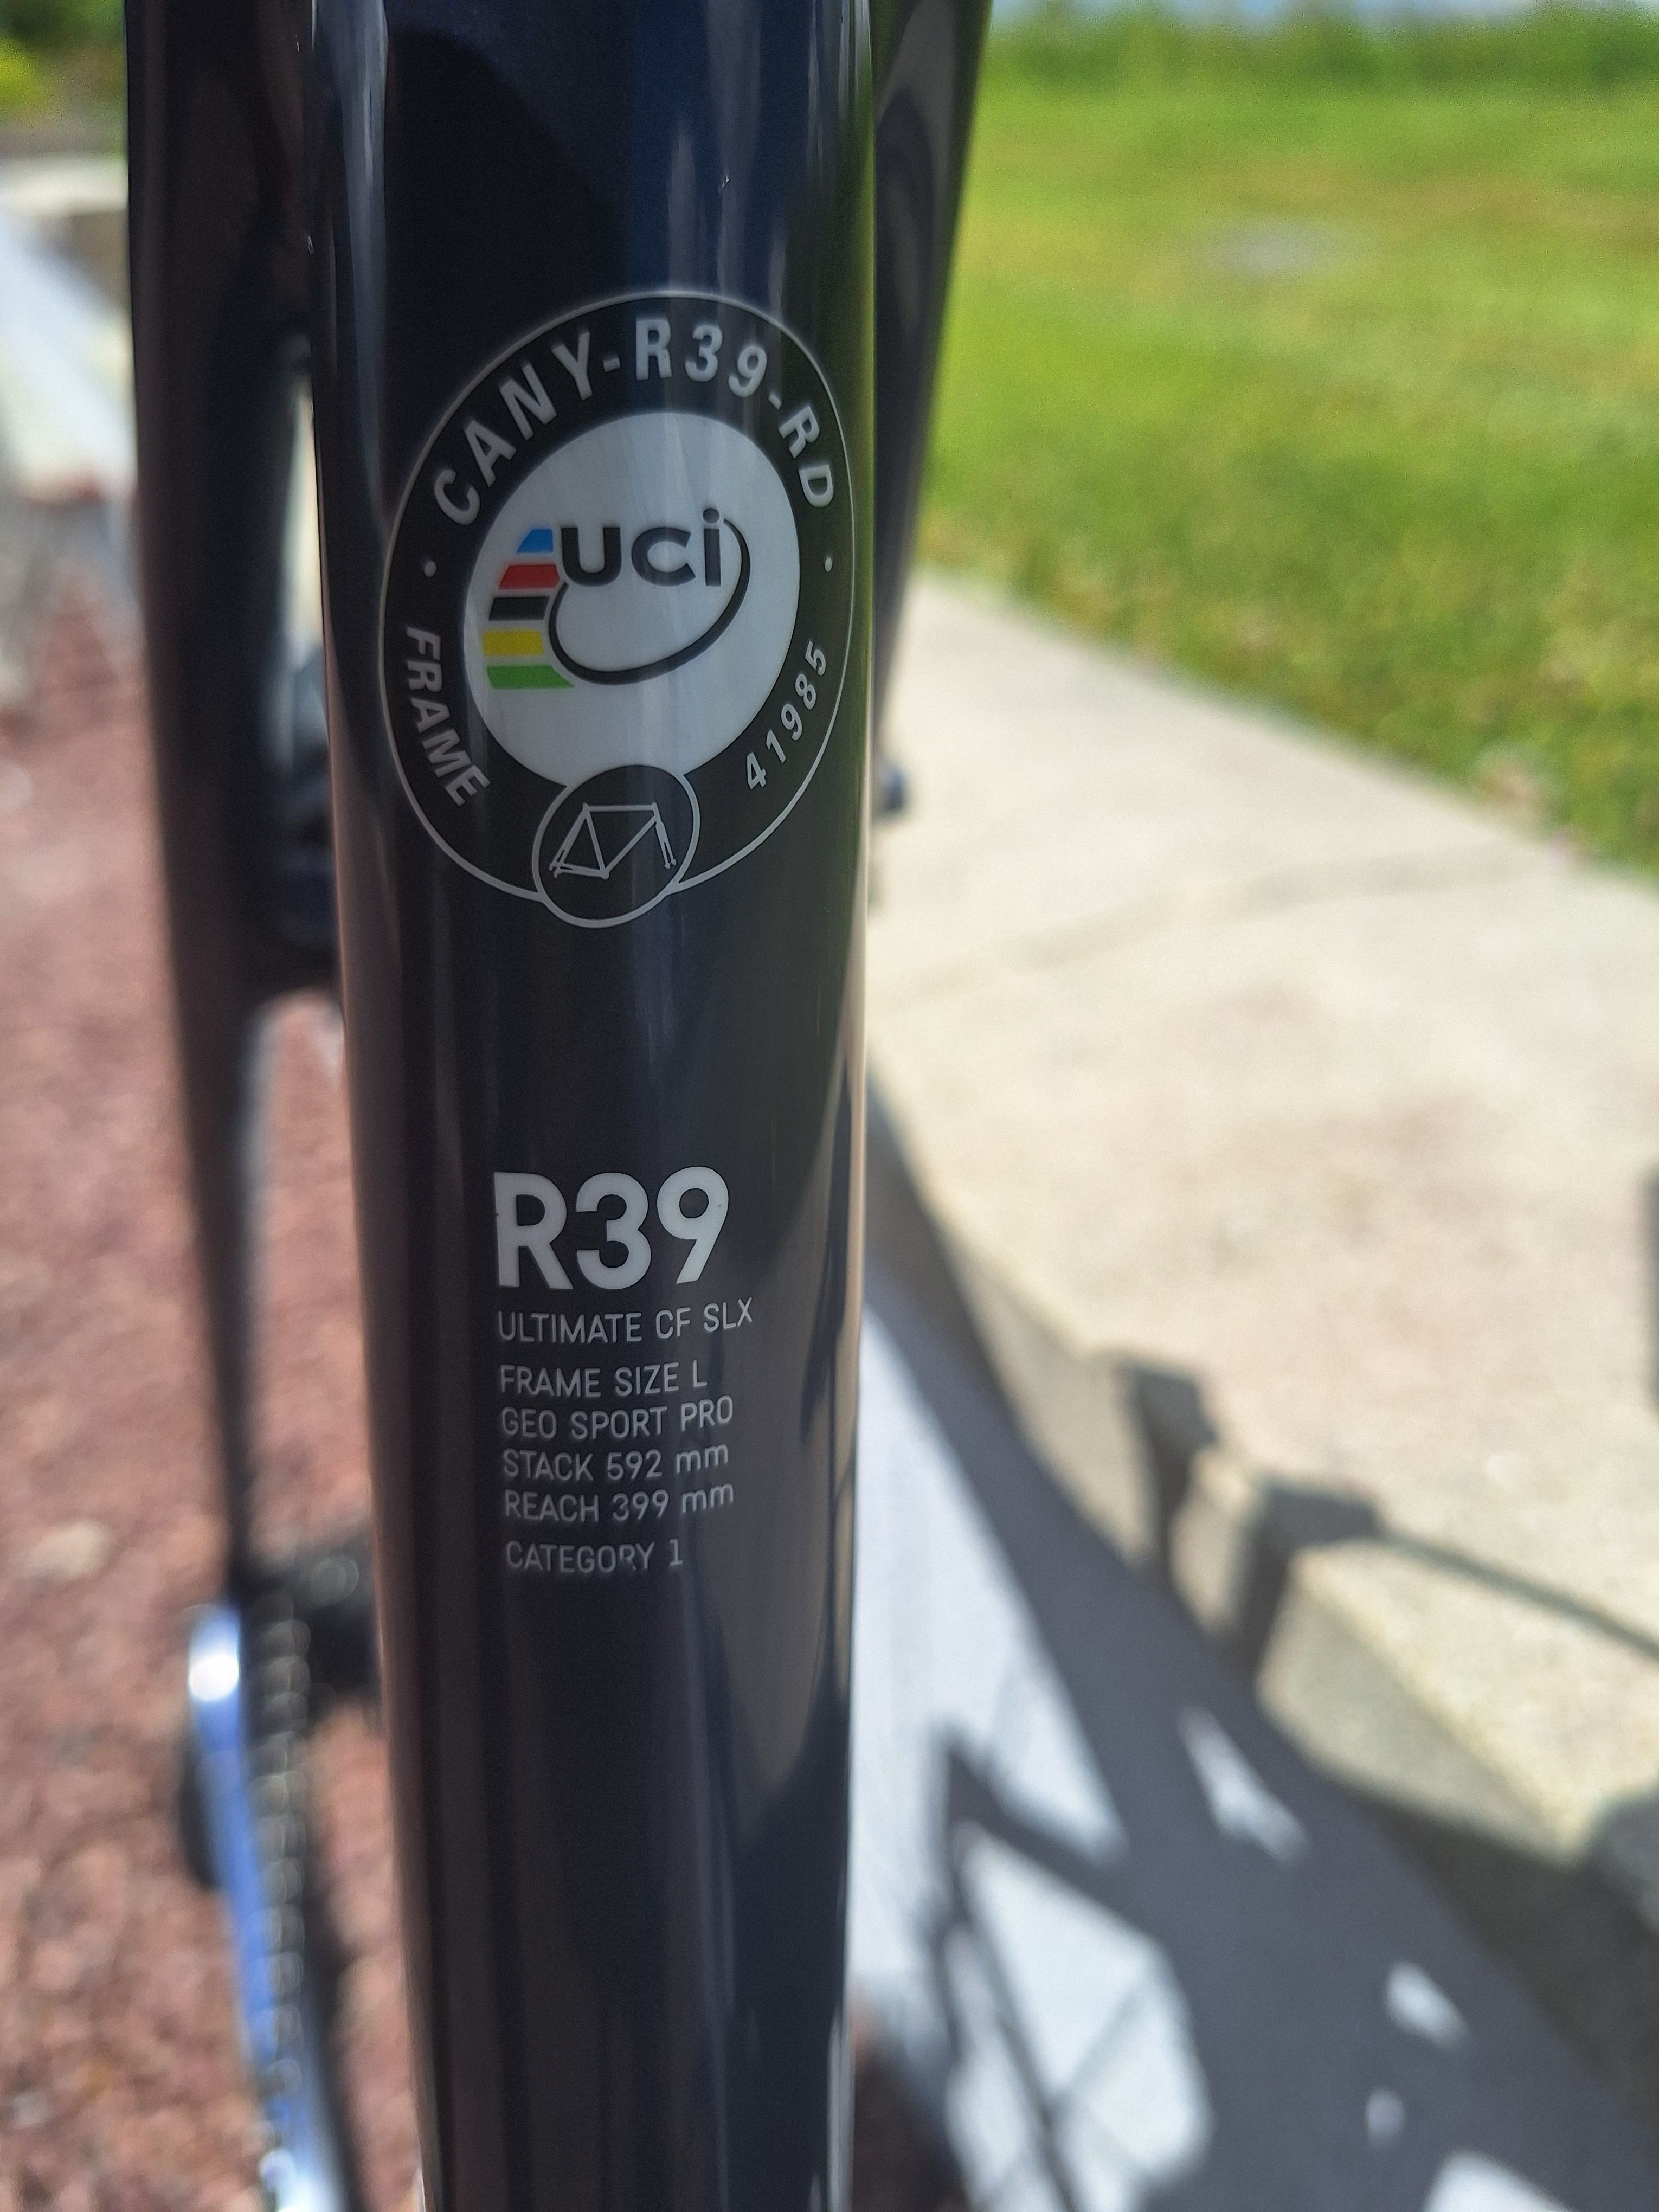 CANY-R39-RD
uci
FRAME
41985
R39
ULTIMATE CF SLX
FRAME SIZE L
GEO SPORT PRO
STACK 592 mm
REACH 399 mm
CATEGORY 1